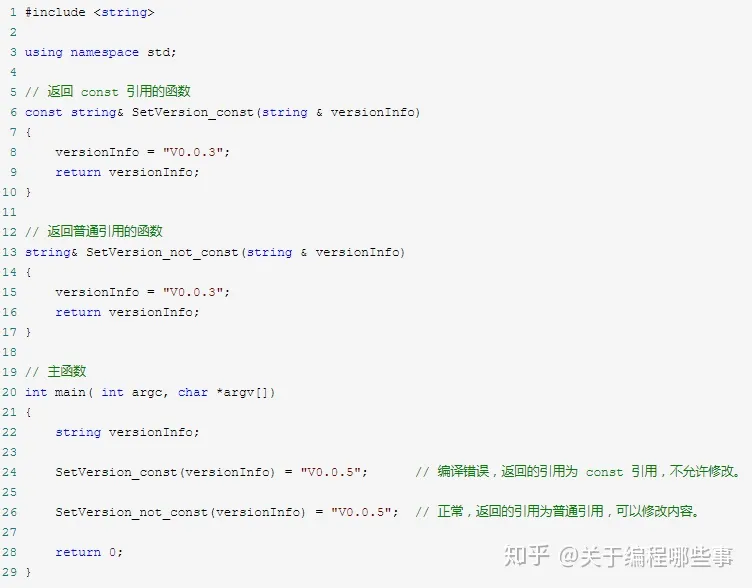 1 #include <string>
2
3 using namespace std;
4
5 // 返回 const 引用的函数
6 const string& SetVersion_const(string & versionInfo)
7 {
8     versionInfo = "V0.0.3";
9     return versionInfo;
10 }
11
12 // 返回普通引用的函数
13 string& SetVersion_not_const(string & versionInfo)
14 {
15     versionInfo = "V0.0.3";
16     return versionInfo;
17 }
18
19 // 主函数
20 int main( int argc, char *argv[])
21 {
22     string versionInfo;
23
24     SetVersion_const(versionInfo) = "V0.0.5";      // 编译错误，返回的引用为 const 引用，不允许修改。
25
26     SetVersion_not_const(versionInfo) = "V0.0.5";  // 正常，返回的引用为普通引用，可以修改内容。
27
28     return 0;
29 }
知乎 @关于编程哪些事